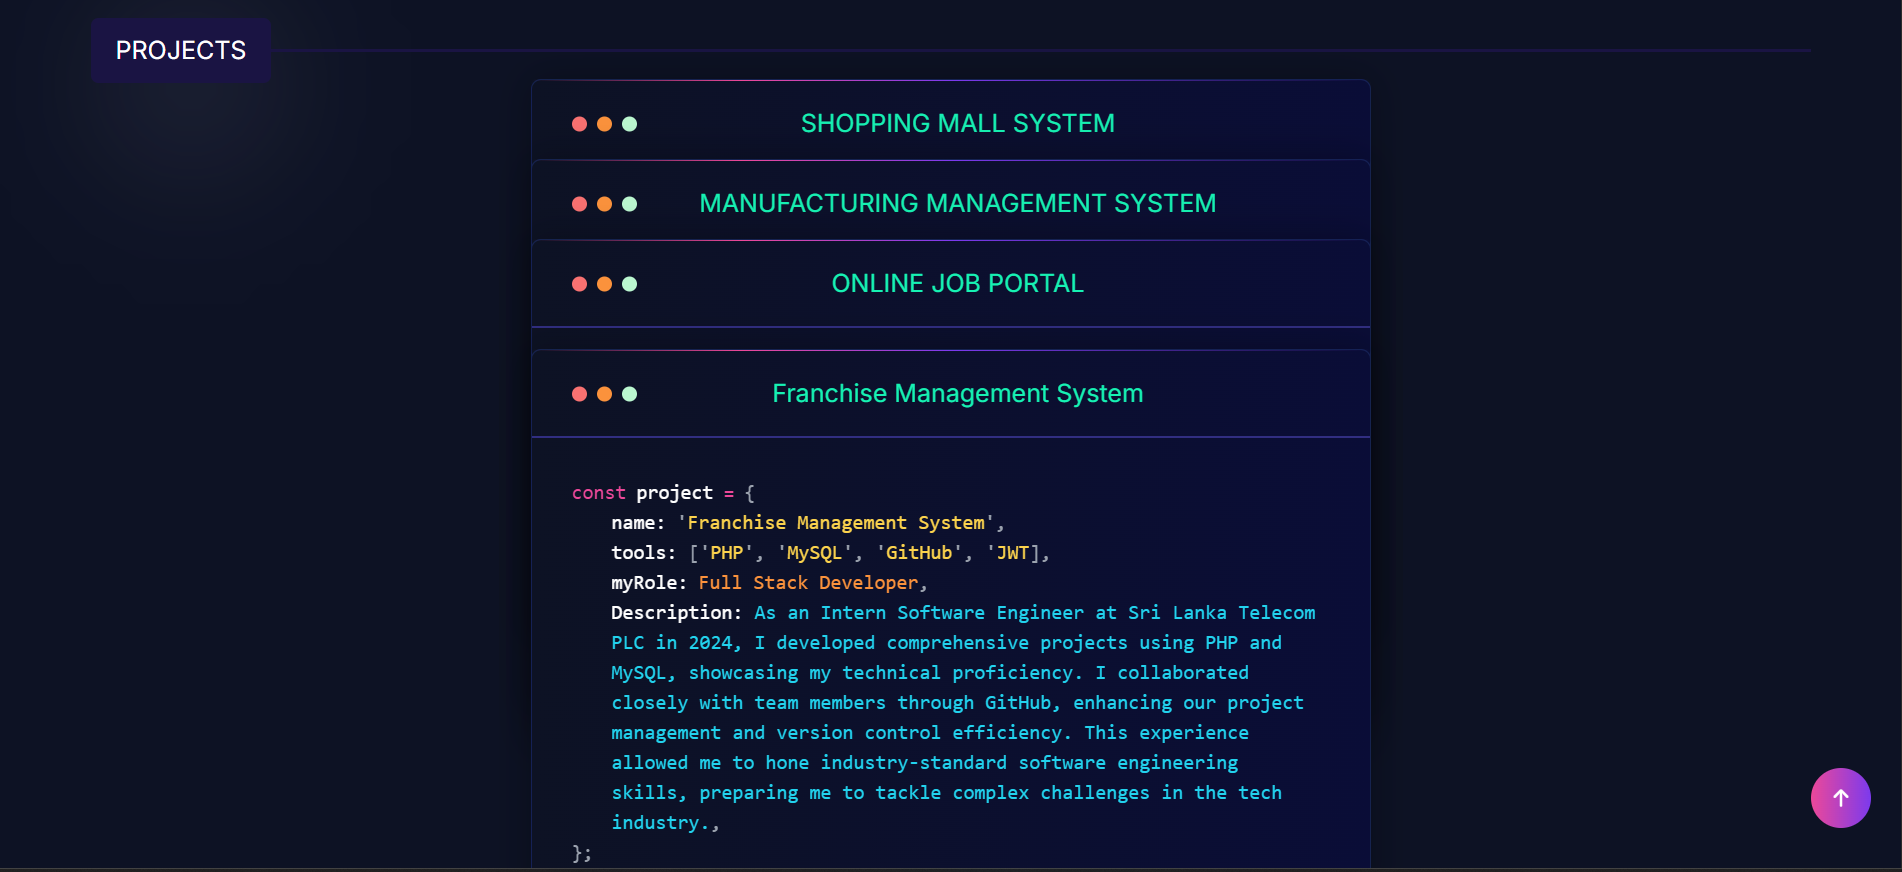 PROJECTS
SHOPPING MALL SYSTEM
MANUFACTURING MANAGEMENT SYSTEM
ONLINE JOB PORTAL
Franchise Management System
const project = {
name: 'Franchise Management System',
tools: ['PHP', 'MySQL', 'GitHub', 'JWT],
myRole: Full Stack Developer,
Description: As an Intern Software Engineer at Sri Lanka Telecom
PLC in 2024, I developed comprehensive projects using PHP and
MySQL, showcasing my technical proficiency. I collaborated
closely with team members through GitHub, enhancing our project
management and version control efficiency. This experience
allowed me to hone industry-standard software engineering
skills, preparing me to tackle complex challenges in the tech
industry.,
};